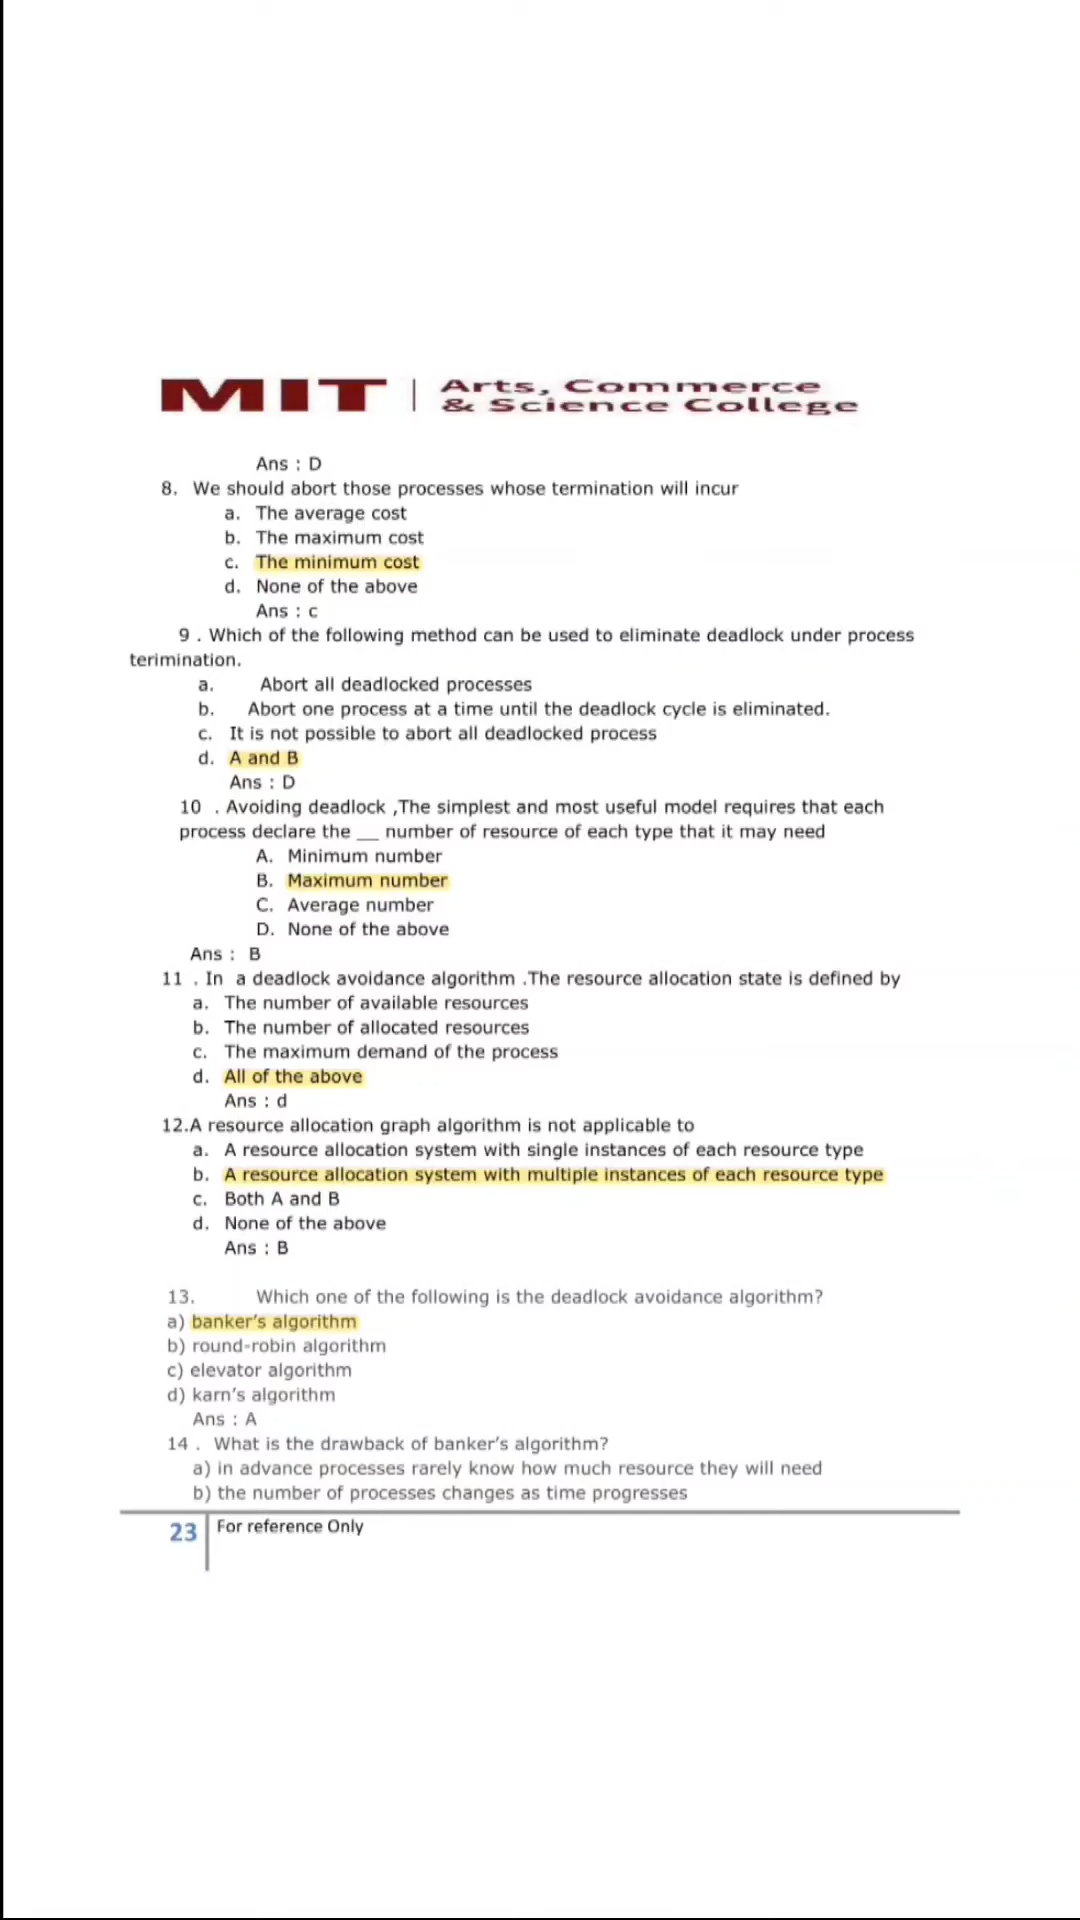 MIT | Arts, Commerce
& Science College
Ans : D
8. We should abort those processes whose termination will incur
a. The average cost
b. The maximum cost
c. The minimum cost
d. None of the above
Ans : c
9 . Which of the following method can be used to eliminate deadlock under process
terimination.
a. Abort all deadlocked processes
b. Abort one process at a time until the deadlock cycle is eliminated.
c. It is not possible to abort all deadlocked process
d. A and B
Ans : D
10 . Avoiding deadlock ,The simplest and most useful model requires that each
process declare the __ number of resource of each type that it may need
A. Minimum number
B. Maximum number
C. Average number
D. None of the above
Ans : B
11 . In a deadlock avoidance algorithm .The resource allocation state is defined by
a. The number of available resources
b. The number of allocated resources
c. The maximum demand of the process
d. All of the above
Ans : d
12.A resource allocation graph algorithm is not applicable to
a. A resource allocation system with single instances of each resource type
b. A resource allocation system with multiple instances of each resource type
c. Both A and B
d. None of the above
Ans : B
13. Which one of the following is the deadlock avoidance algorithm?
a) banker's algorithm
b) round-robin algorithm
c) elevator algorithm
d) karn's algorithm
Ans : A
14 . What is the drawback of banker's algorithm?
a) in advance processes rarely know how much resource they will need
b) the number of processes changes as time progresses
23 For reference Only